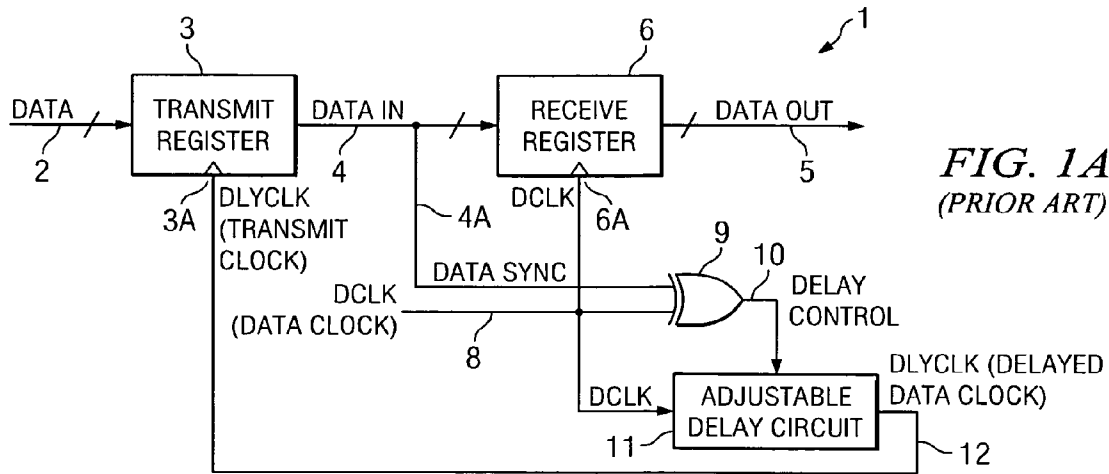 1
3
6
DATA
TRANSMIT
REGISTER
DATA IN
RECEIVE
REGISTER
DATA OUT
2
4
5
3A
DLYCLK
(TRANSMIT
CLOCK)
4A
DCLK
6A
FIG. 1A
(PRIOR ART)
DATA SYNC
9
10
DELAY
CONTROL
DCLK
(DATA CLOCK)
8
DCLK
ADJUSTABLE
DELAY CIRCUIT
11
DLYCLK (DELAYED
DATA CLOCK)
12